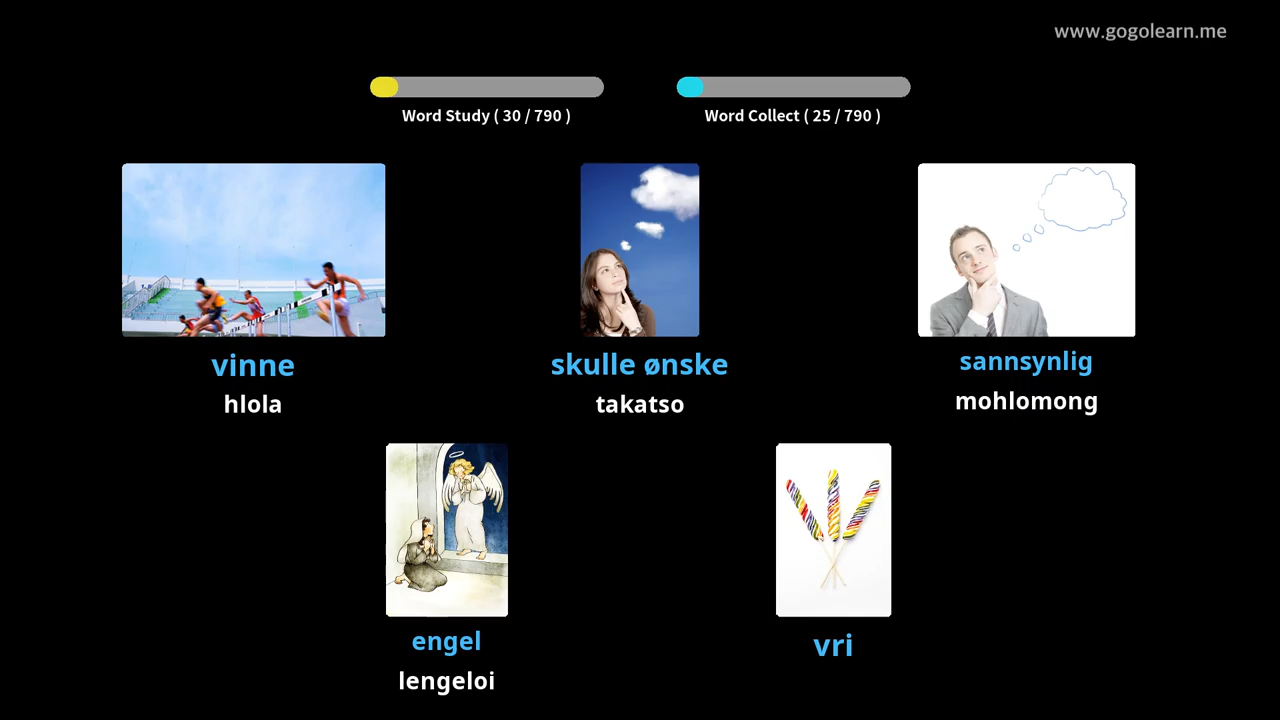 www.gogolearn.me
Word Study ( 30 / 790 )
Word Collect ( 25 / 790 )
vinne
hlola
skulle ønske
takatso
sannsynlig
mohlomong
engel
lengeloi
vri